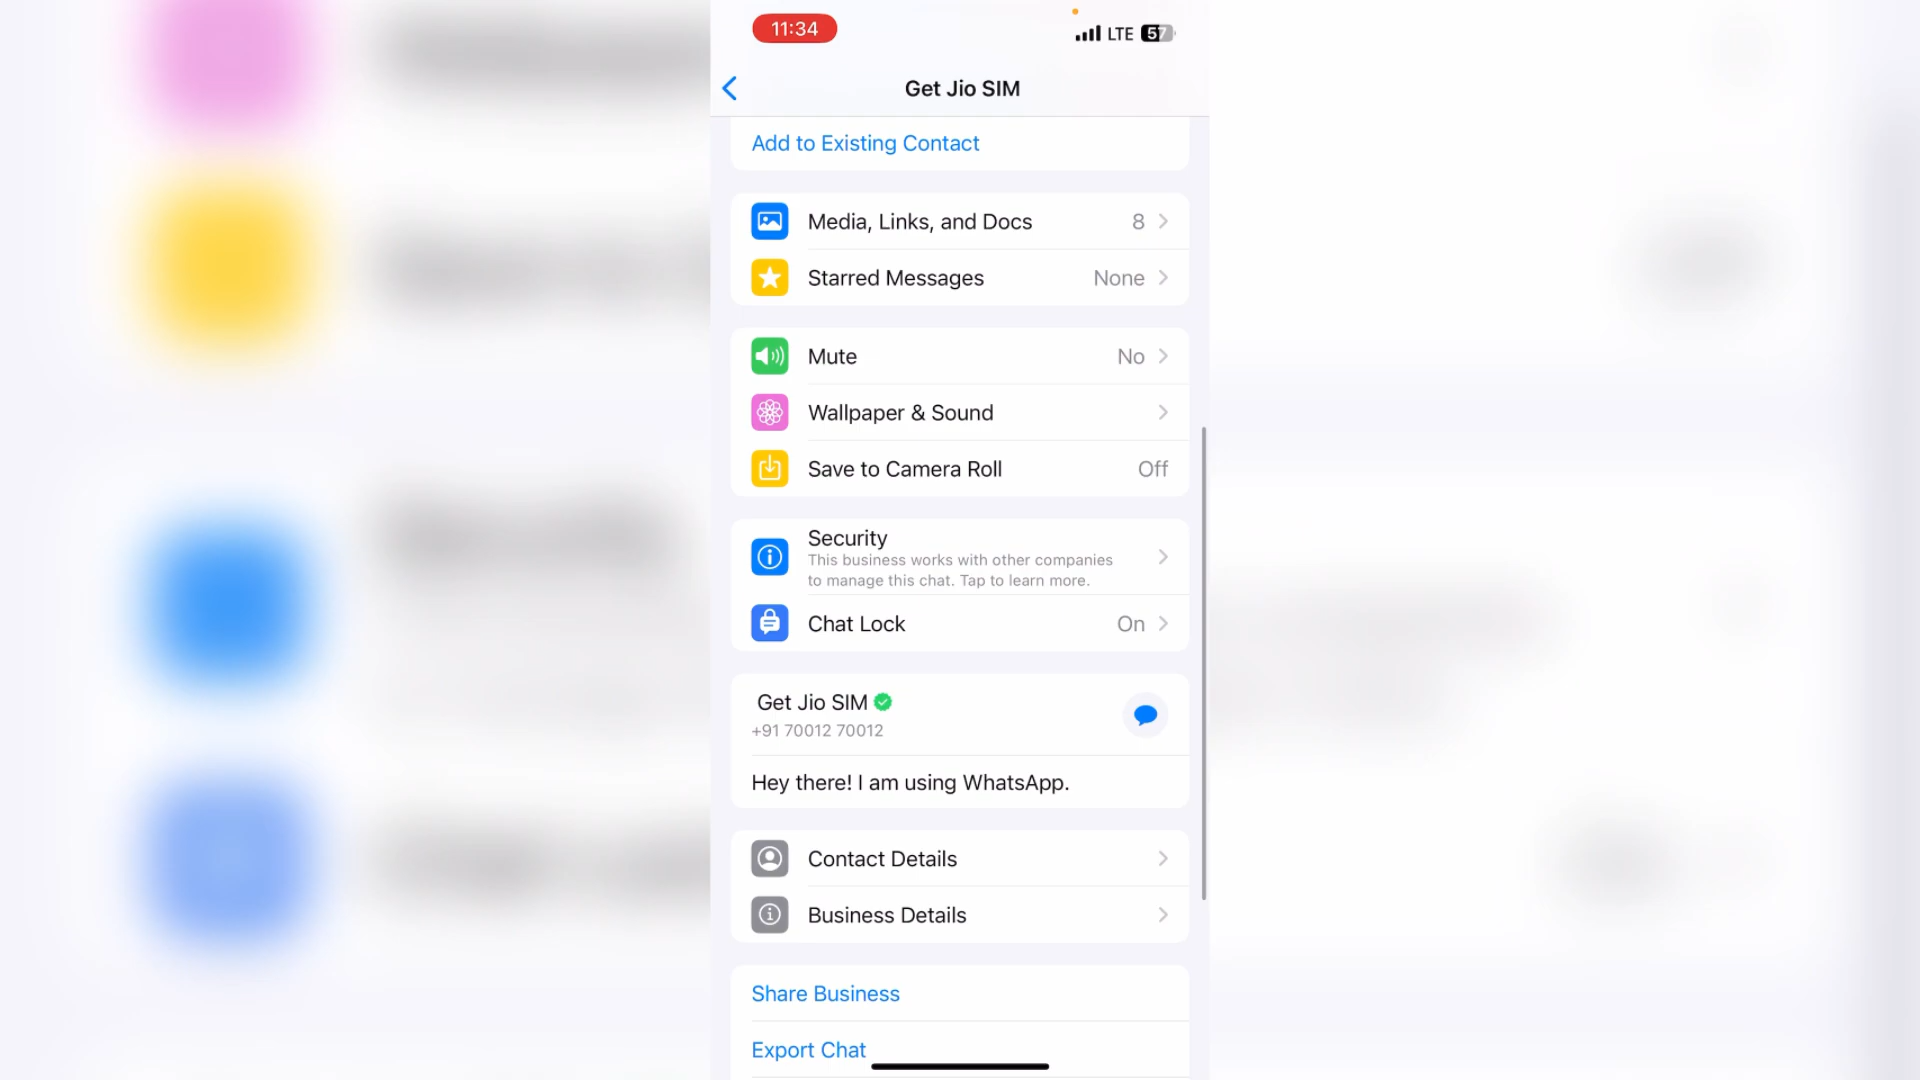 11:34
LTE 57
Get Jio SIM
Add to Existing Contact
Media, Links, and Docs 8
Starred Messages None
Mute No
Wallpaper & Sound
Save to Camera Roll Off
Security
This business works with other companies
to manage this chat. Tap to learn more.
Chat Lock On
Get Jio SIM
+91 70012 70012
Hey there! I am using WhatsApp.
Contact Details
Business Details
Share Business
Export Chat